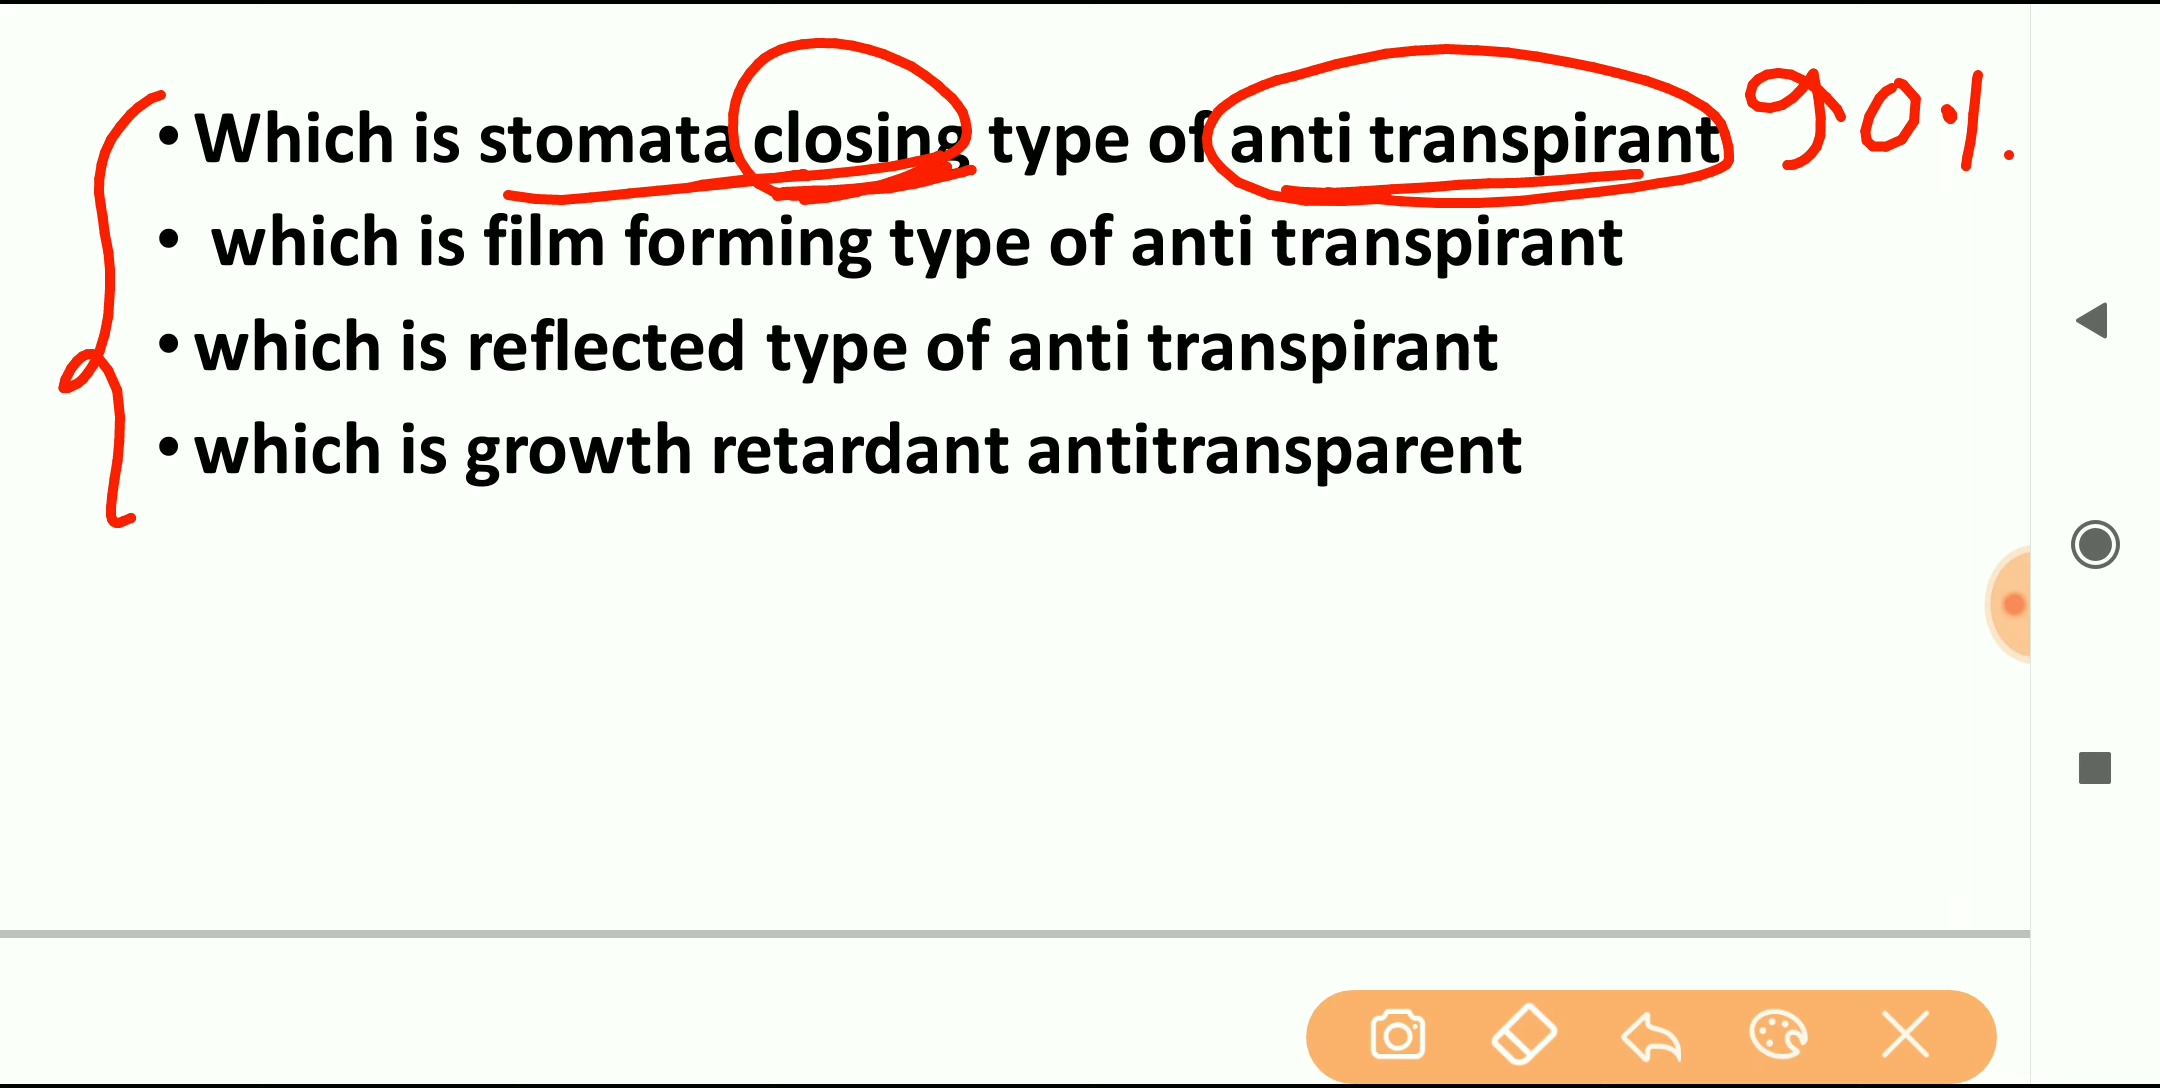 • Which is stomata closing type of anti transpirant 90%.
• which is film forming type of anti transpirant
• which is reflected type of anti transpirant
• which is growth retardant antitransparent